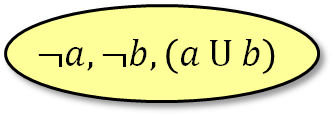 ¬a, ¬b, (a U b)